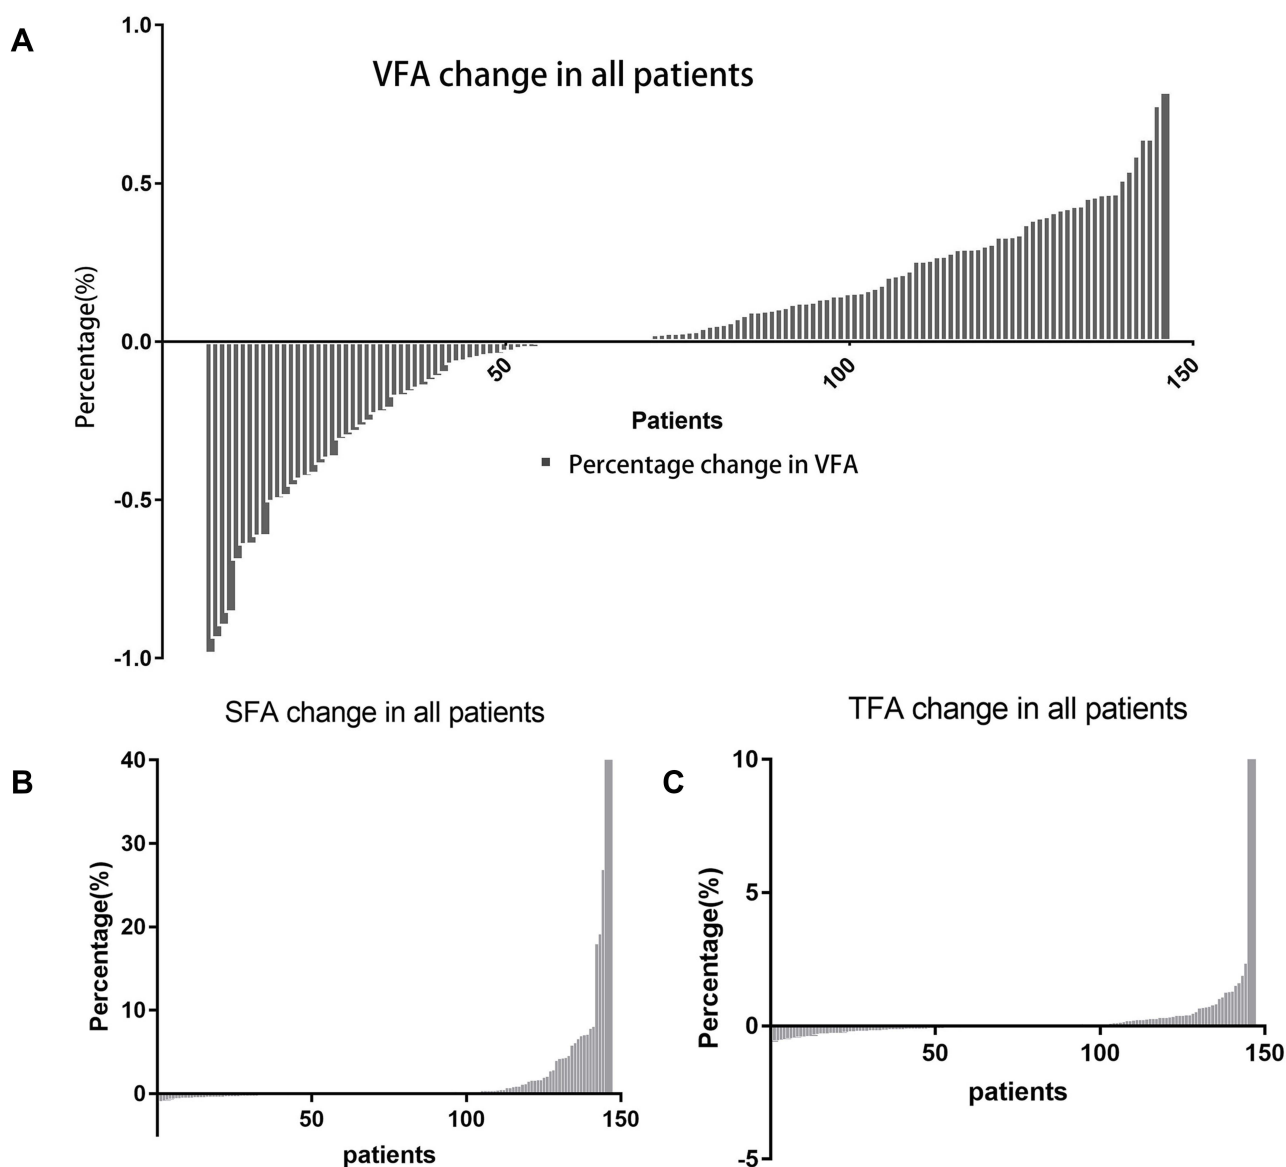 A
VFA change in all patients
1.0
0.5
0.0
-0.5
-1.0
Percentage(%)
50
100
150
Patients
Percentage change in VFA
B
SFA change in all patients
40
30
20
10
0
Percentage(%)
50
100
150
patients
C
TFA change in all patients
10
5
0
-5
Percentage(%)
50
100
150
patients